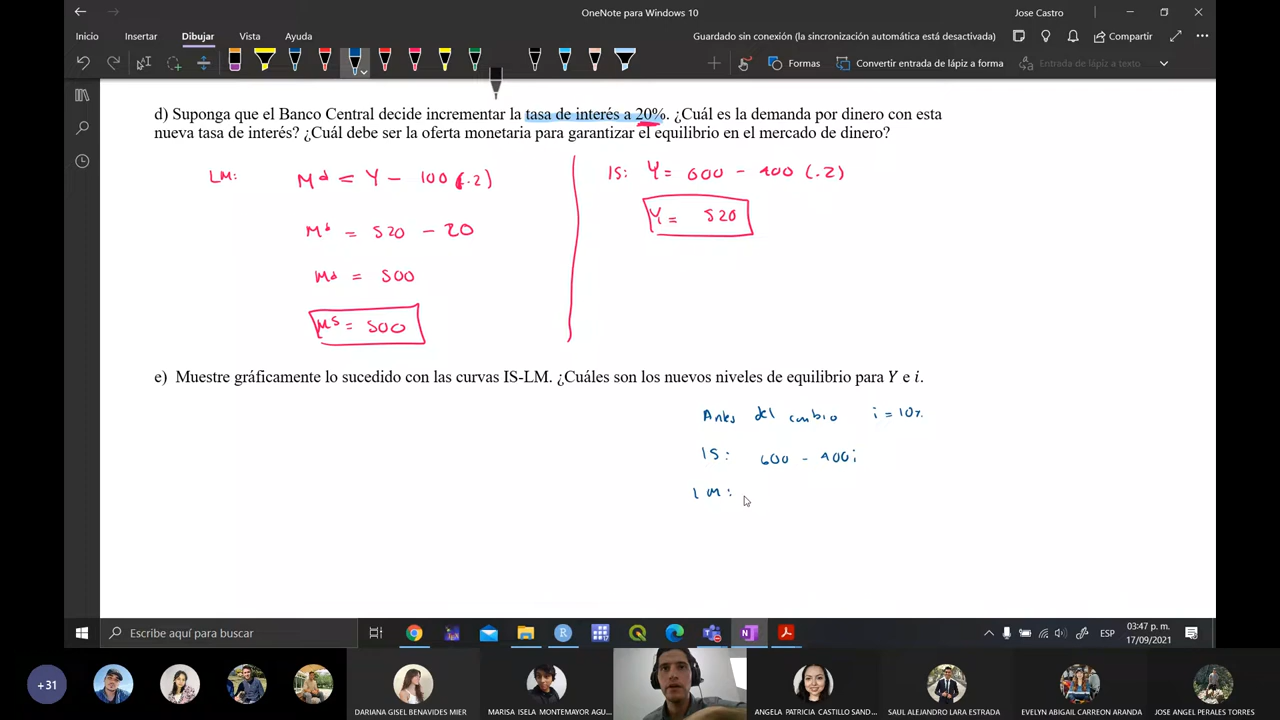 OneNote para Windows 10
Jose Castro
Inicio Insertar Dibujar Vista Ayuda
Guardado sin conexión (la sincronización automática está desactivada)
Compartir
Formas
Convertir entrada de lápiz a forma
Entrada de lápiz a texto
d) Suponga que el Banco Central decide incrementar la tasa de interés a 20%. ¿Cuál es la demanda por dinero con esta
nueva tasa de interés? ¿Cuál debe ser la oferta monetaria para garantizar el equilibrio en el mercado de dinero?
LM: Md = Y - 100 (.2)
Md = 520 - 20
Md = 500
Ms = 500
IS: Y = 600 - 400 (.2)
Y = 520
e) Muestre gráficamente lo sucedido con las curvas IS-LM. ¿Cuáles son los nuevos niveles de equilibrio para Y e i.
Antes del cambio i = 10%
IS: 600 - 400i
LM:
Escribe aquí para buscar
ESP
03:47 p. m.
17/09/2021
+31
DARIANA GISEL BENAVIDES MIER
MARISA ISELA MONTEMAYOR AGU...
ANGELA PATRICIA CASTILLO SAND...
SAUL ALEJANDRO LARA ESTRADA
EVELYN ABIGAIL CARREON ARANDA
JOSE ANGEL PERALES TORRES